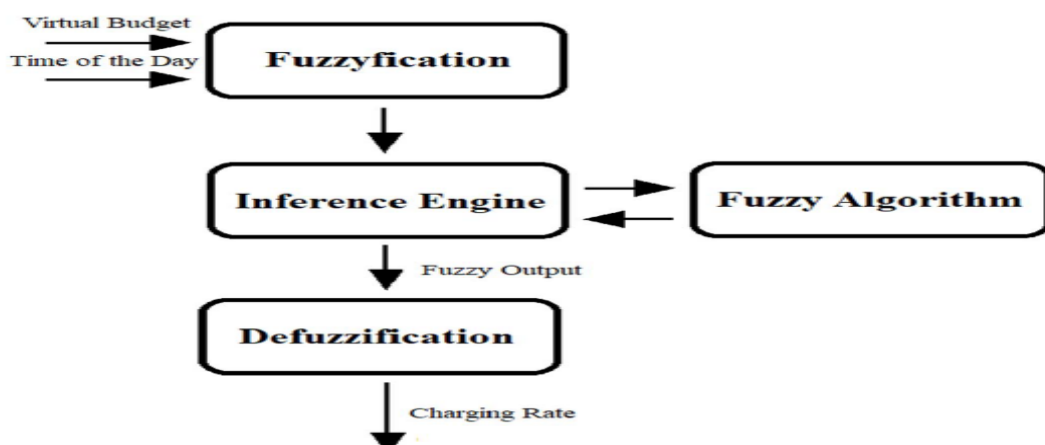 Virtual Budget
Time of the Day
Fuzzyfication
Inference Engine
Fuzzy Algorithm
Fuzzy Output
Defuzzification
Charging Rate